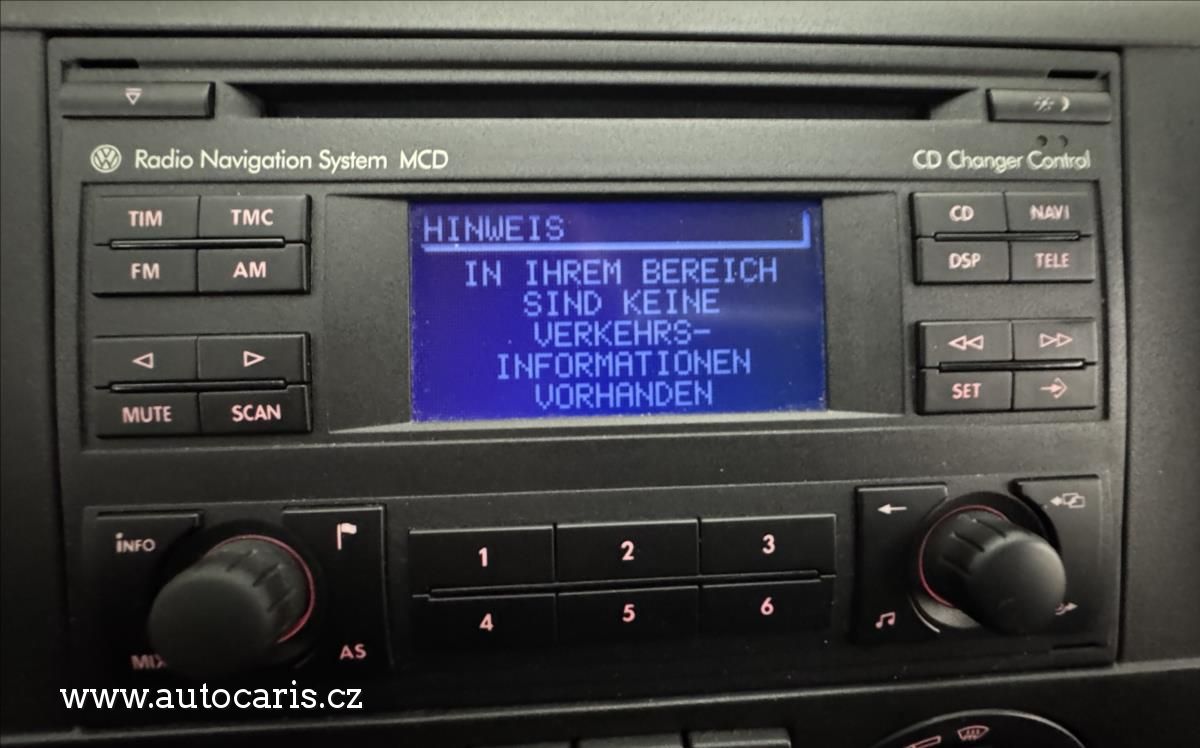 Radio Navigation System MCD
CD Changer Control
TIM TMC
FM AM
MUTE SCAN
HINWEIS
IN IHREM BEREICH
SIND KEINE
VERKEHRS-
INFORMATIONEN
VORHANDEN
CD NAVI
DSP TELE
SET
INFO
MIX
AS
1 2 3
4 5 6
www.autocaris.cz